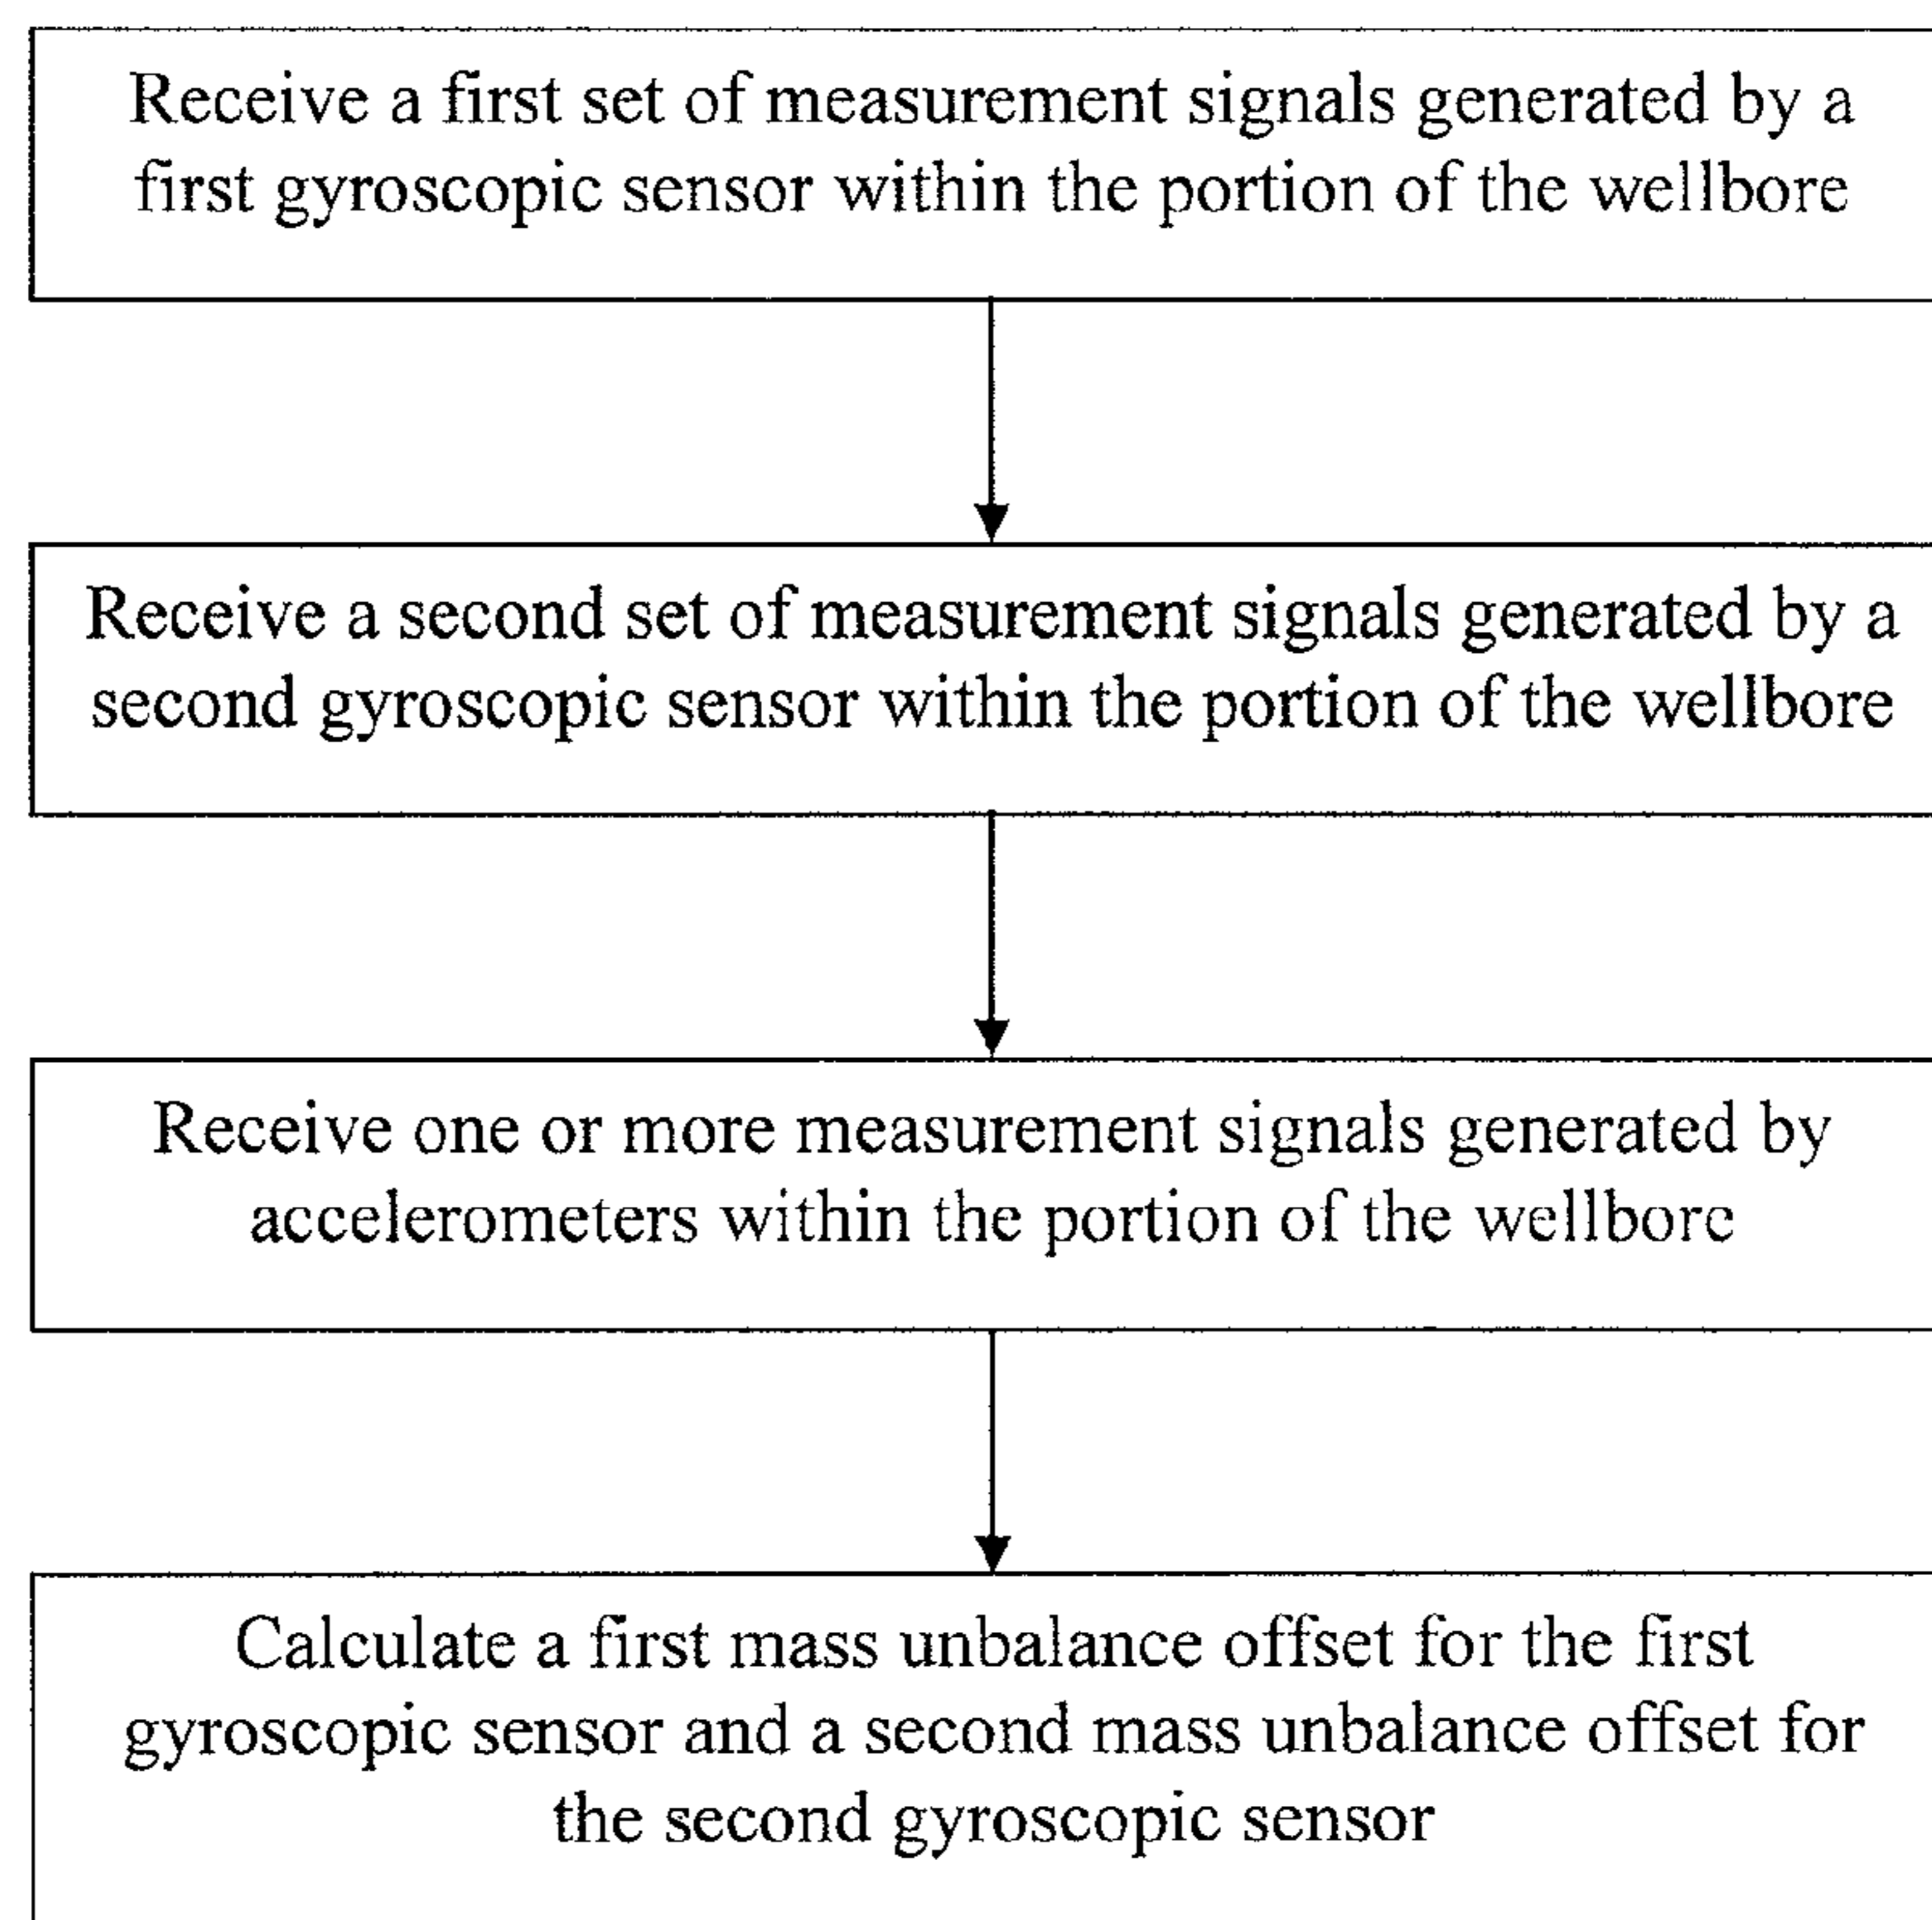 Receive a first set of measurement signals generated by a
first gyroscopic sensor within the portion of the wellbore
Receive a second set of measurement signals generated by a
second gyroscopic sensor within the portion of the wellbore
Receive one or more measurement signals generated by
accelerometers within the portion of the wellbore
Calculate a first mass unbalance offset for the first
gyroscopic sensor and a second mass unbalance offset for
the second gyroscopic sensor